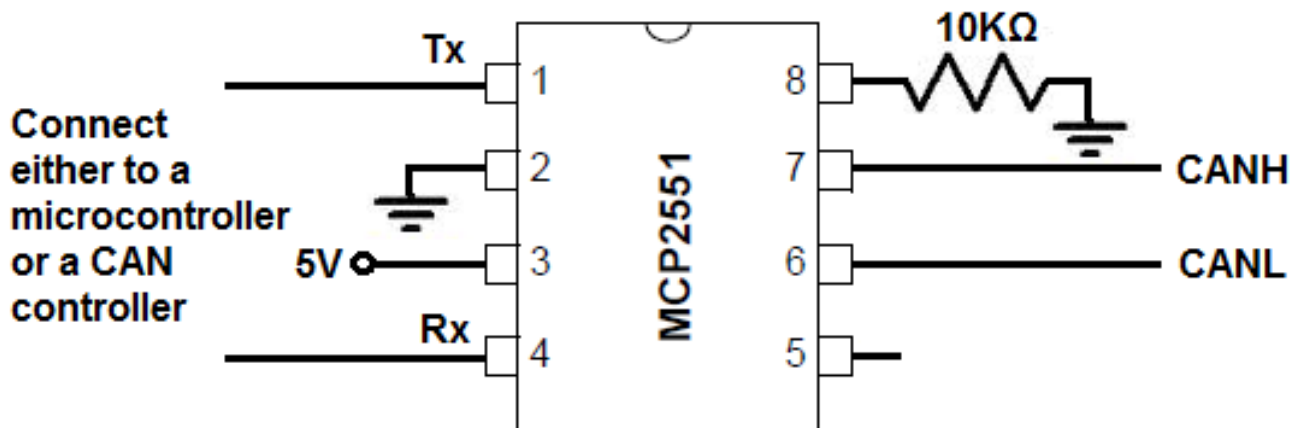 Tx
10KΩ
1
8
Connect
either to a
microcontroller
or a CAN
controller
2
7
CANH
5V
3
6
CANL
Rx
4
5
MCP2551